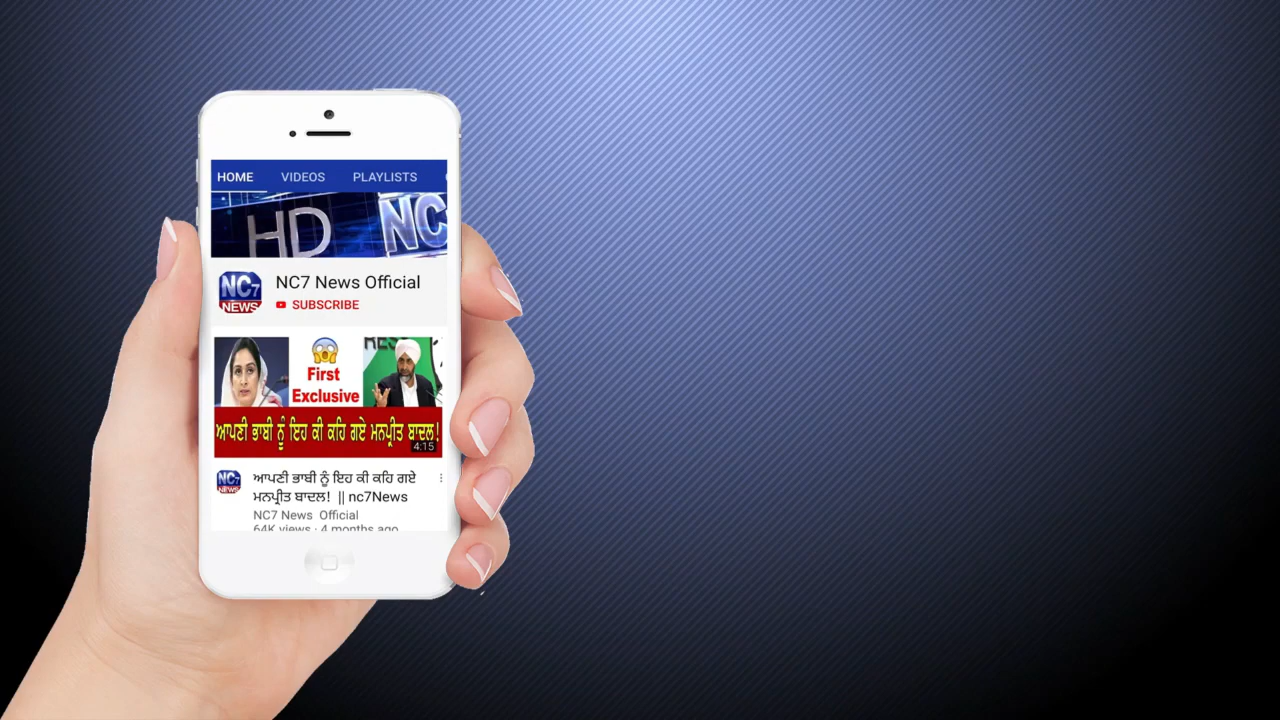 HOME VIDEOS PLAYLISTS
HD NC
NC7 NEWS
NC7 News Official
SUBSCRIBE
First
Exclusive
ਆਪਣੀ ਭਾਬੀ ਨੂੰ ਇਹ ਕੀ ਕਹਿ ਗਏ ਮਨਪ੍ਰੀਤ ਬਾਦਲ!
4:15
NC7 NEWS
ਆਪਣੀ ਭਾਬੀ ਨੂੰ ਇਹ ਕੀ ਕਹਿ ਗਏ
ਮਨਪ੍ਰੀਤ ਬਾਦਲ! || nc7News
NC7 News Official
64K views · 4 months ago